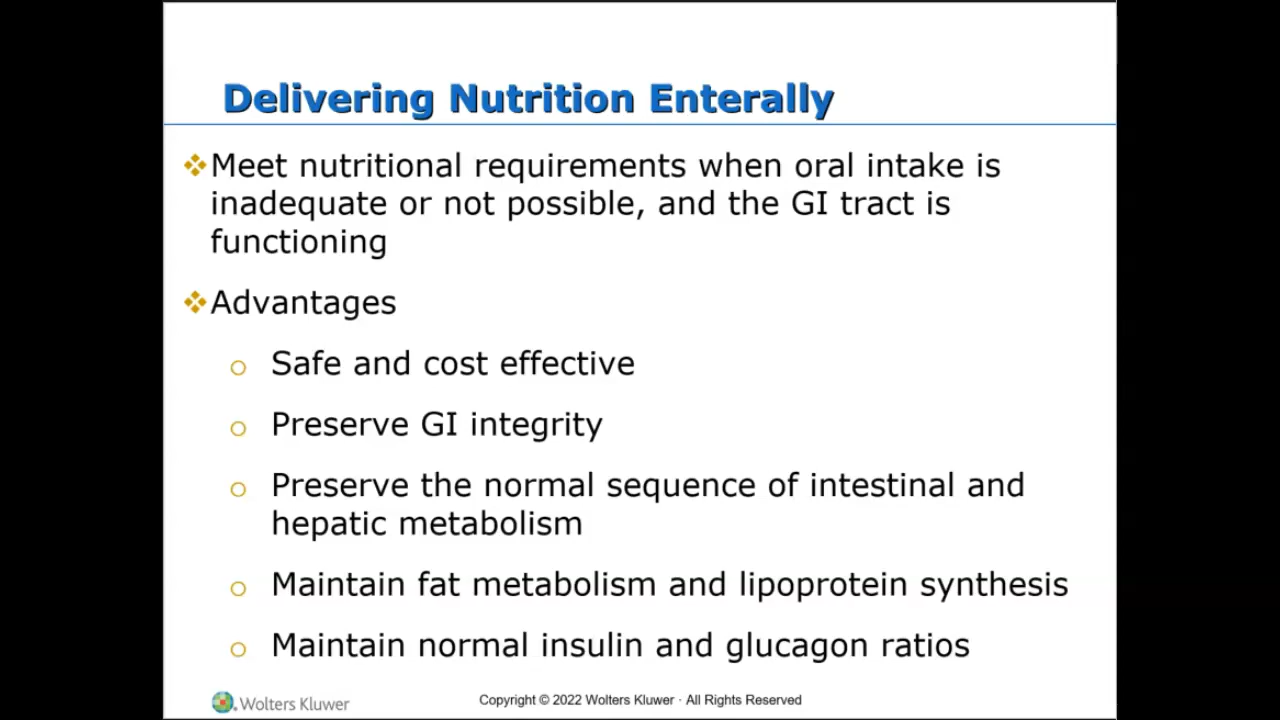 Delivering Nutrition Enterally
❖Meet nutritional requirements when oral intake is
inadequate or not possible, and the GI tract is
functioning
❖Advantages
o Safe and cost effective
o Preserve GI integrity
o Preserve the normal sequence of intestinal and
hepatic metabolism
o Maintain fat metabolism and lipoprotein synthesis
o Maintain normal insulin and glucagon ratios
Wolters Kluwer
Copyright © 2022 Wolters Kluwer · All Rights Reserved